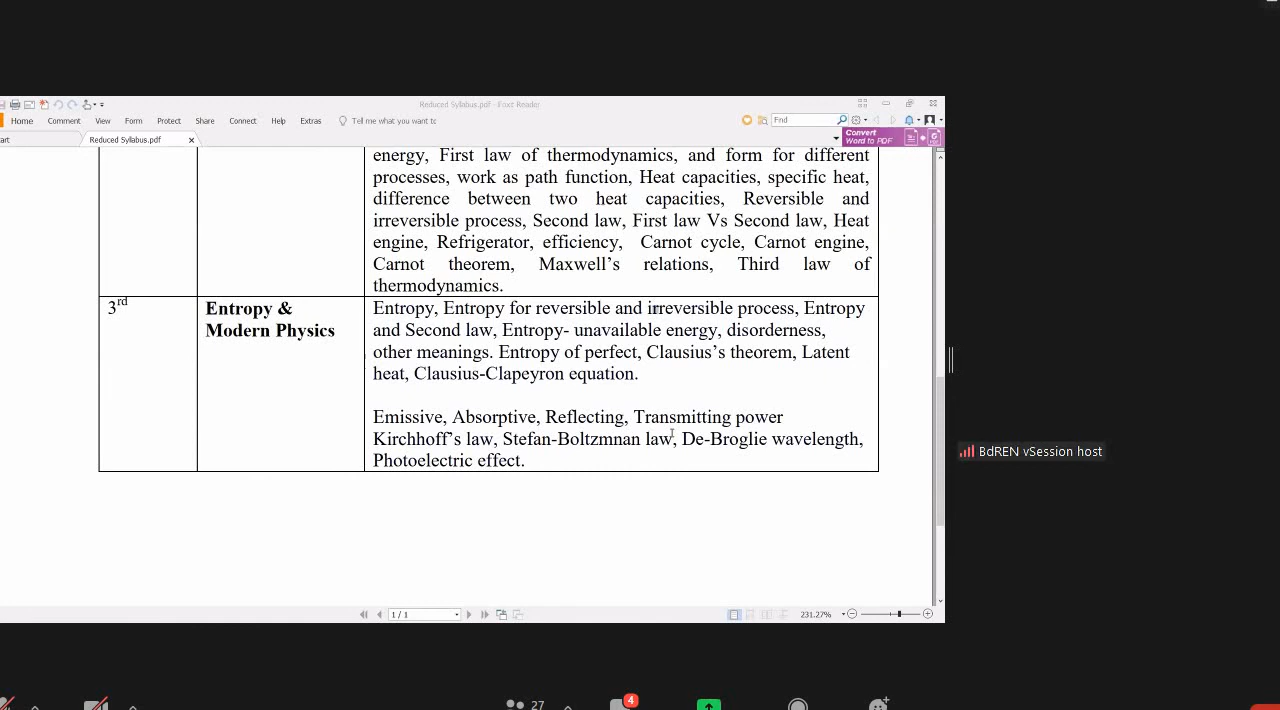 Reduced Syllabus.pdf - Foxit Reader
Home Comment View Form Protect Share Connect Help Extras Tell me what you want to Find
Reduced Syllabus.pdf
Convert
Word to PDF
energy, First law of thermodynamics, and form for different
processes, work as path function, Heat capacities, specific heat,
difference between two heat capacities, Reversible and
irreversible process, Second law, First law Vs Second law, Heat
engine, Refrigerator, efficiency, Carnot cycle, Carnot engine,
Carnot theorem, Maxwell's relations, Third law of
thermodynamics.
3rd
Entropy &
Modern Physics
Entropy, Entropy for reversible and irreversible process, Entropy
and Second law, Entropy- unavailable energy, disorderness,
other meanings. Entropy of perfect, Clausius's theorem, Latent
heat, Clausius-Clapeyron equation.
Emissive, Absorptive, Reflecting, Transmitting power
Kirchhoff's law, Stefan-Boltzmnan law, De-Broglie wavelength,
Photoelectric effect.
BdREN vSession host
1 / 1
231.27%
27
4